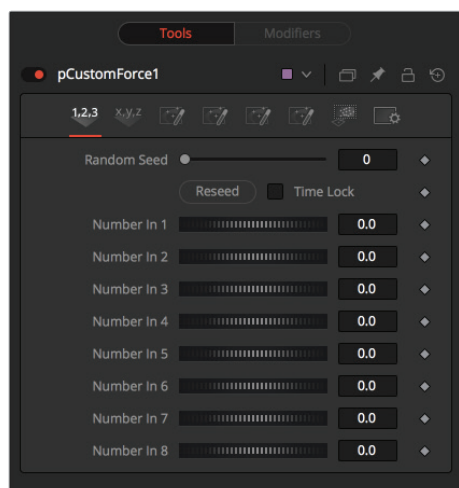 Tools Modifiers
pCustomForce1
1,2,3 x,y,z
Random Seed 0
Reseed Time Lock
Number In 1 0.0
Number In 2 0.0
Number In 3 0.0
Number In 4 0.0
Number In 5 0.0
Number In 6 0.0
Number In 7 0.0
Number In 8 0.0